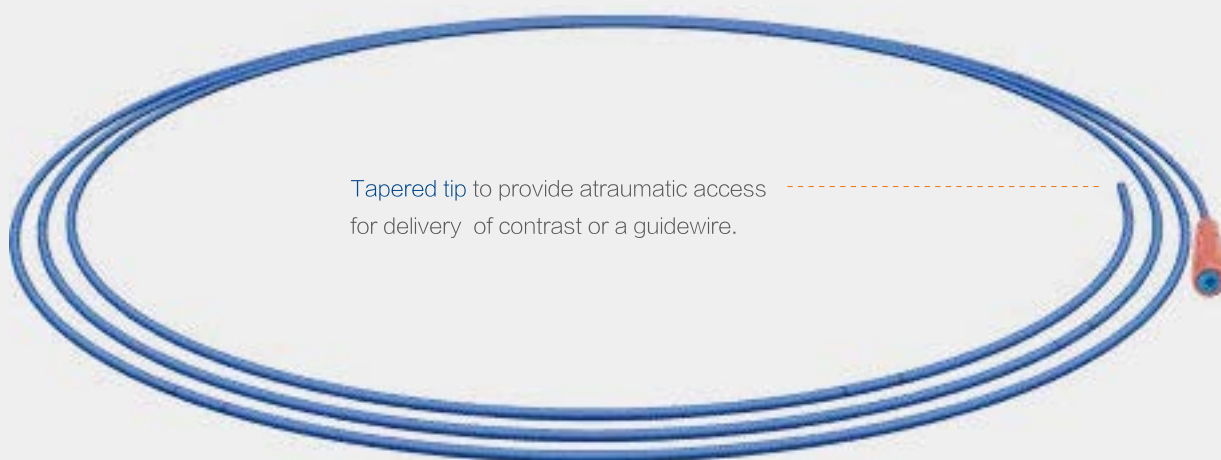 Tapered tip to provide atraumatic access
for delivery of contrast or a guidewire.